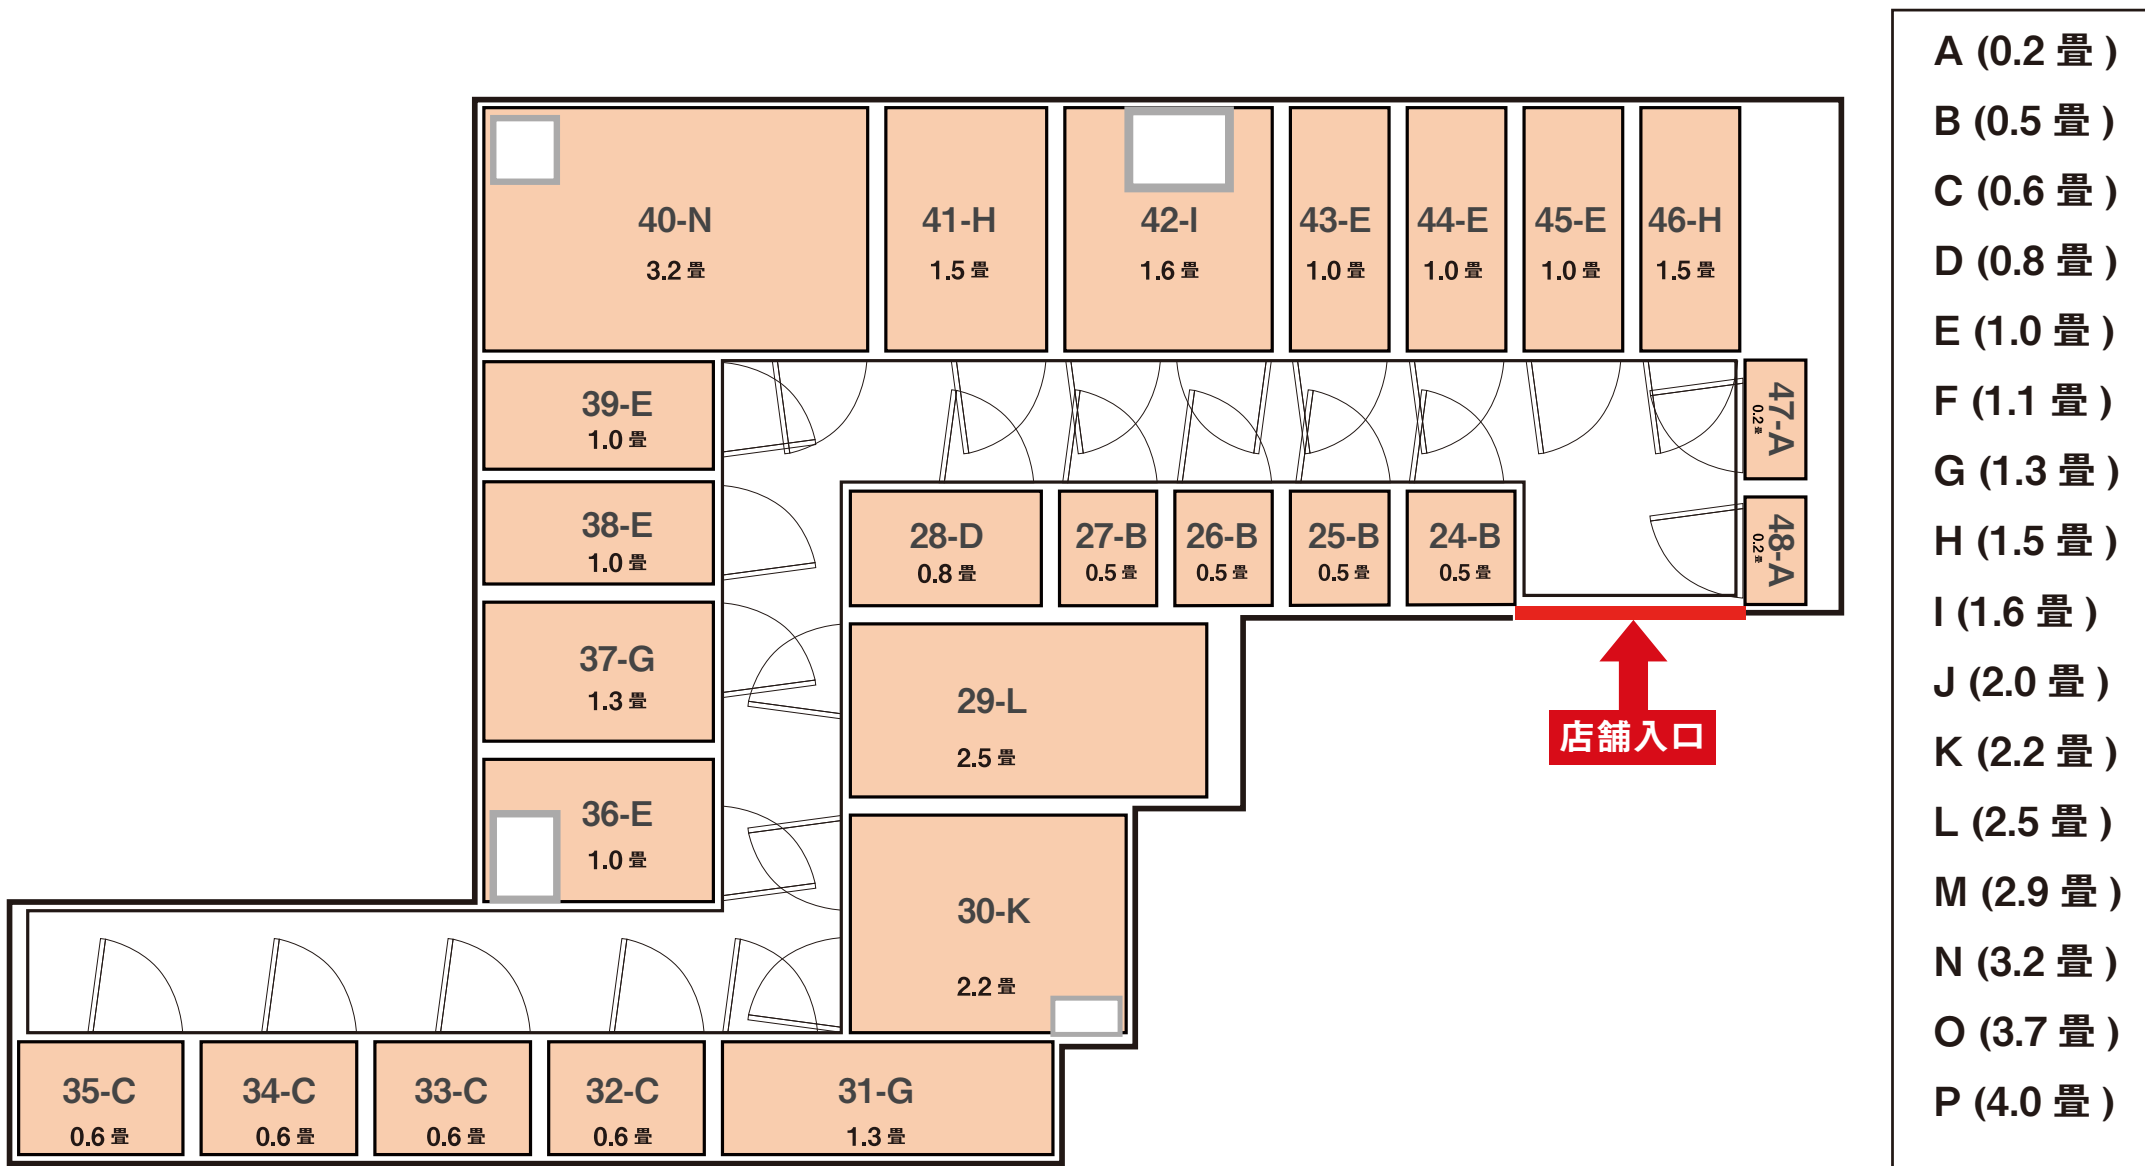 40-N
3.2 畳
41-H
1.5 畳
42-I
1.6 畳
43-E
1.0 畳
44-E
1.0 畳
45-E
1.0 畳
46-H
1.5 畳
47-A
0.2 畳
48-A
0.2 畳
39-E
1.0 畳
38-E
1.0 畳
37-G
1.3 畳
36-E
1.0 畳
28-D
0.8 畳
27-B
0.5 畳
26-B
0.5 畳
25-B
0.5 畳
24-B
0.5 畳
29-L
2.5 畳
30-K
2.2 畳
店舗入口
35-C
0.6 畳
34-C
0.6 畳
33-C
0.6 畳
32-C
0.6 畳
31-G
1.3 畳
A (0.2 畳 )
B (0.5 畳 )
C (0.6 畳 )
D (0.8 畳 )
E (1.0 畳 )
F (1.1 畳 )
G (1.3 畳 )
H (1.5 畳 )
I (1.6 畳 )
J (2.0 畳 )
K (2.2 畳 )
L (2.5 畳 )
M (2.9 畳 )
N (3.2 畳 )
O (3.7 畳 )
P (4.0 畳 )